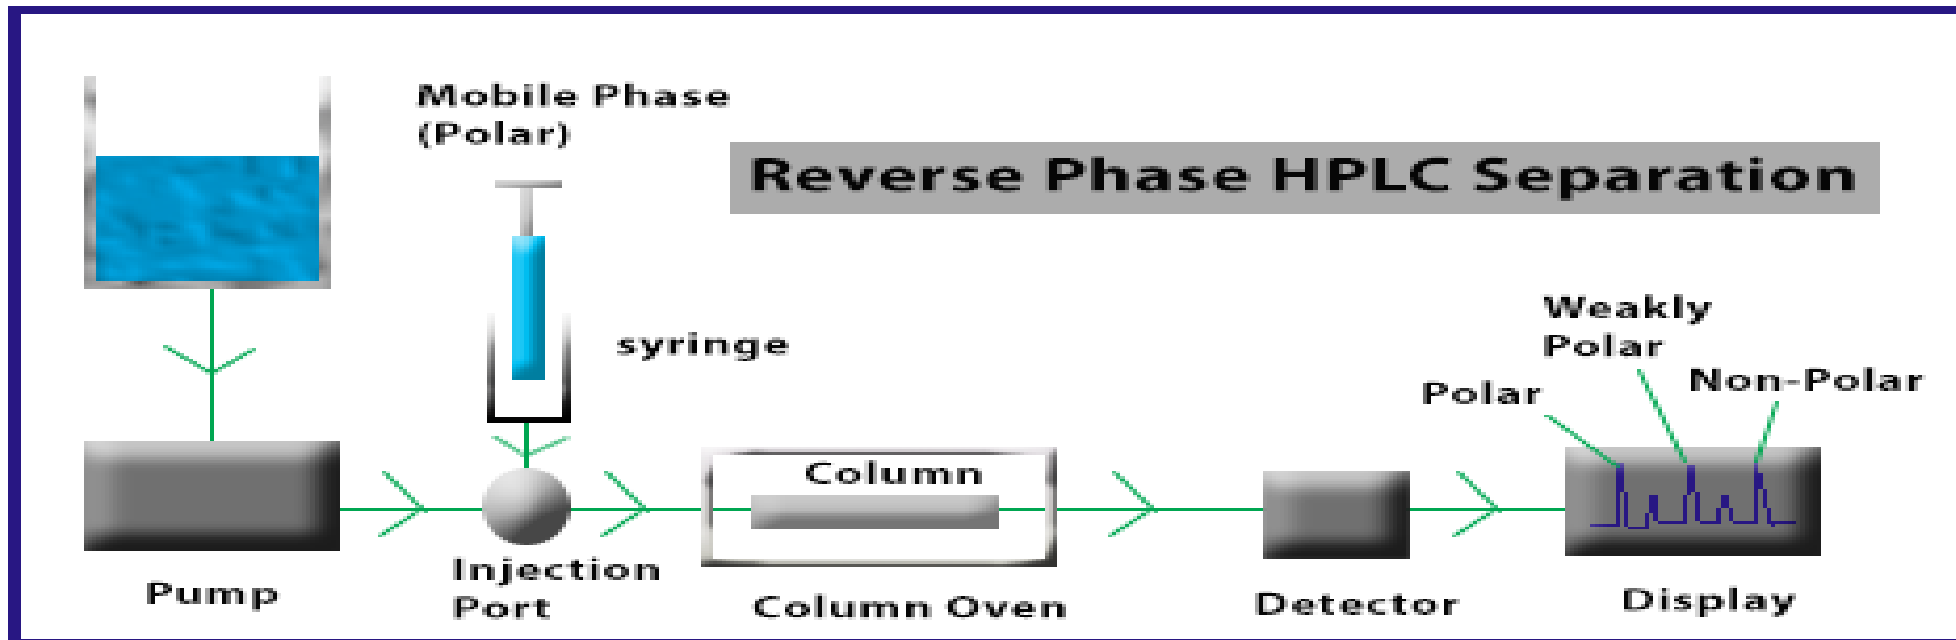 Mobile Phase
(Polar)
Reverse Phase HPLC Separation
syringe
Weakly
Polar
Polar
Non-Polar
Column
Injection
Port
Pump
Column Oven
Detector
Display